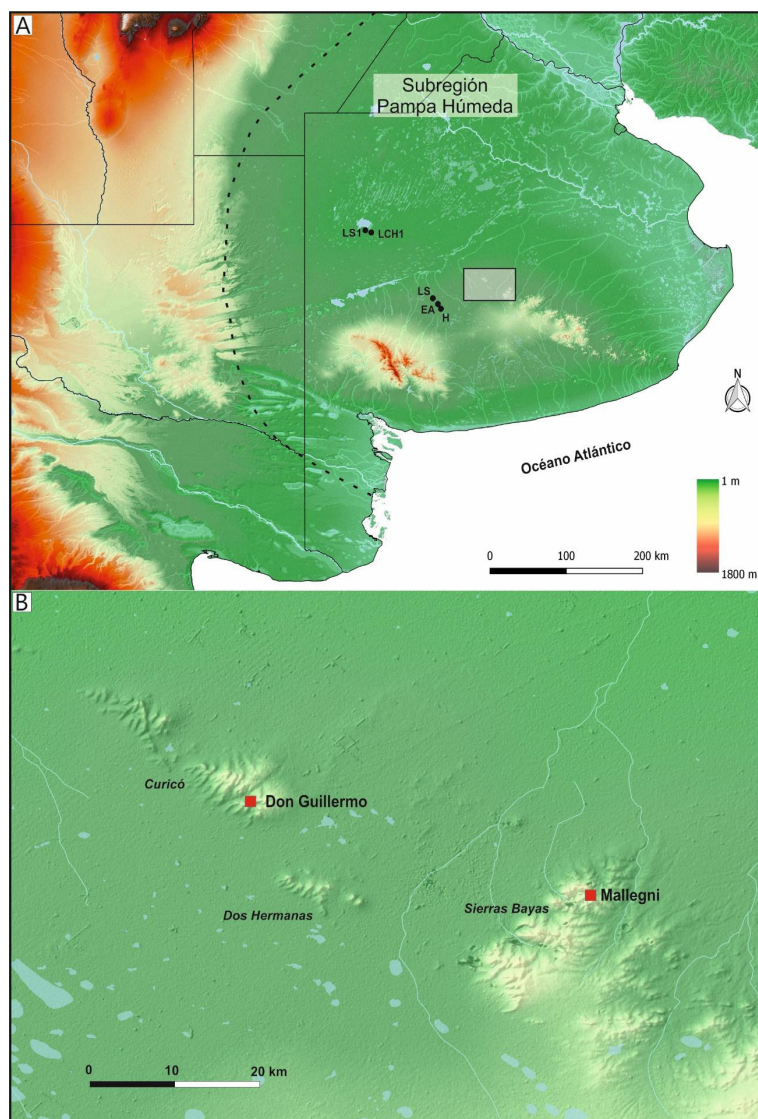 A
Subregión
Pampa Húmeda
LS1
LCH1
LS
EA
H
N
Océano Atlántico
1 m
1800 m
0 100 200 km
B
Curicó
Don Guillermo
Dos Hermanas
Sierras Bayas
Mallegni
0 10 20 km